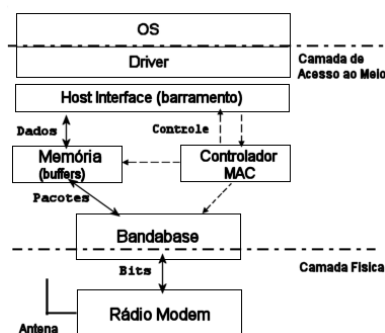 OS
Driver
Camada de
Acesso ao Meio
Host Interface (barramento)
Dados
Controle
Memória
(buffers)
Controlador
MAC
Pacotes
Bandabase
Camada Fisica
Bits
Antena
Rádio Modem